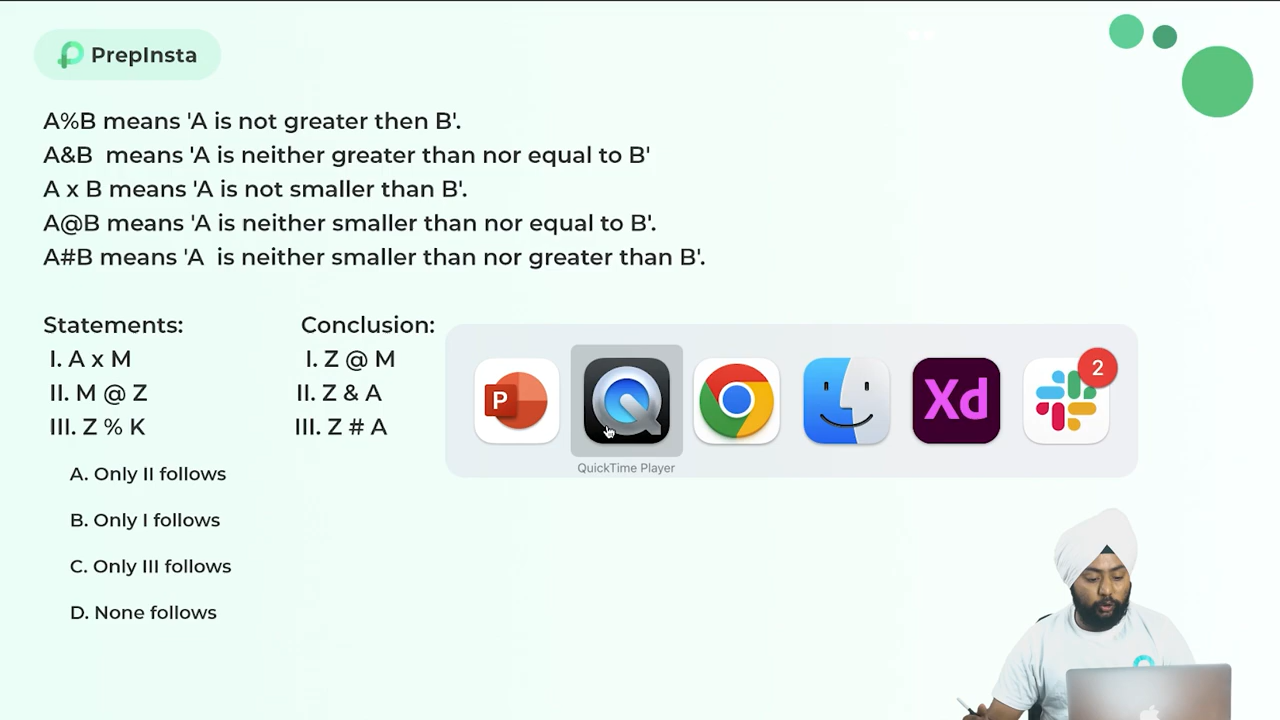 PrepInsta
A%B means 'A is not greater then B'.
A&B means 'A is neither greater than nor equal to B'
A x B means 'A is not smaller than B'.
A@B means 'A is neither smaller than nor equal to B'.
A#B means 'A is neither smaller than nor greater than B'.
Statements: Conclusion:
I. A x M I. Z @ M
II. M @ Z II. Z & A
III. Z % K III. Z # A
A. Only II follows
B. Only I follows
C. Only III follows
D. None follows
P
Xd
2
QuickTime Player